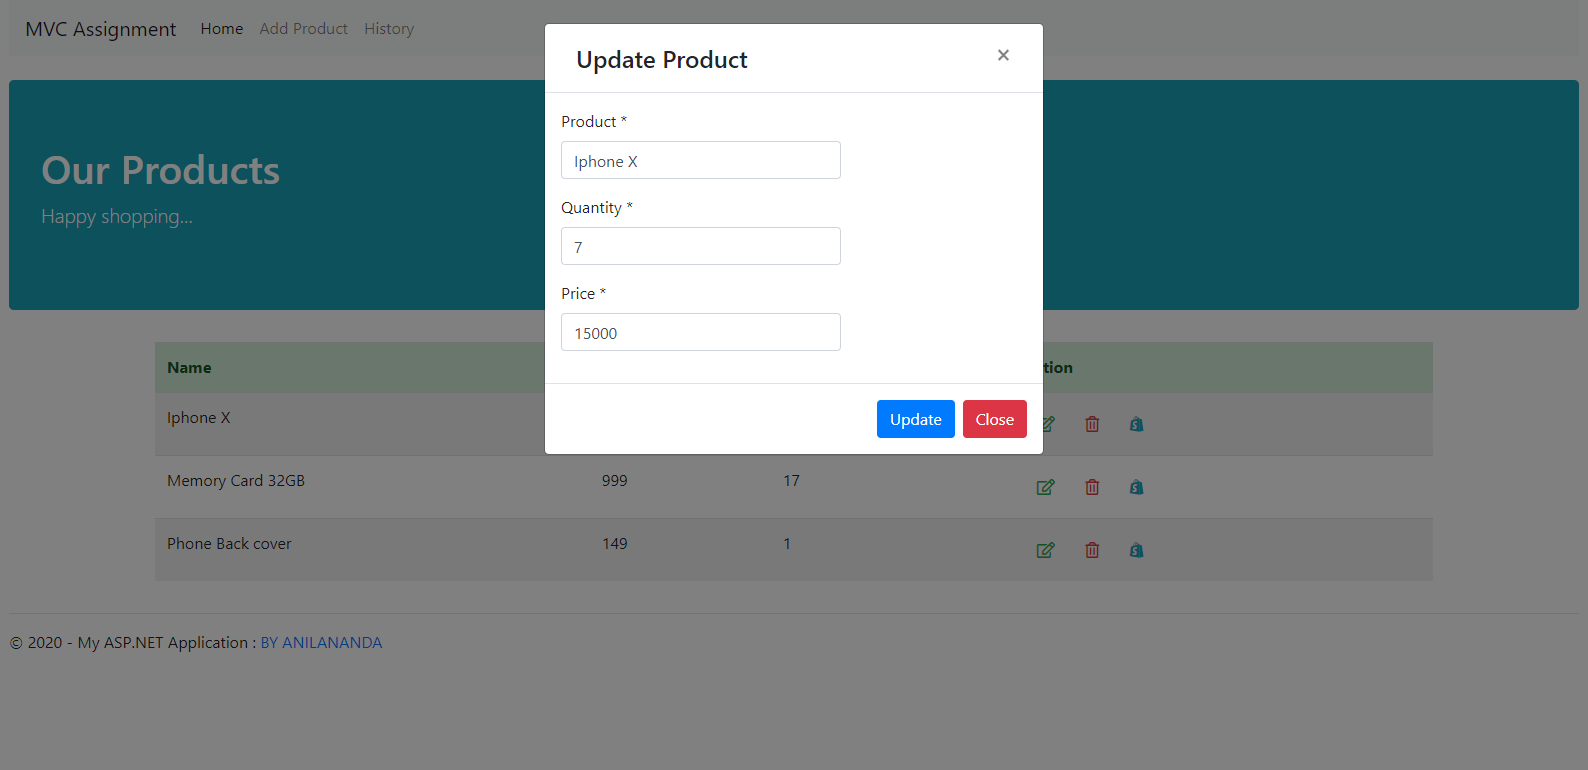 MVC Assignment Home Add Product History
Update Product ×
Product *
Iphone X
Quantity *
7
Price *
15000
Update Close
Our Products
Happy shopping...
Name tion
Iphone X
Memory Card 32GB 999 17
Phone Back cover 149 1
© 2020 - My ASP.NET Application : BY ANILANANDA